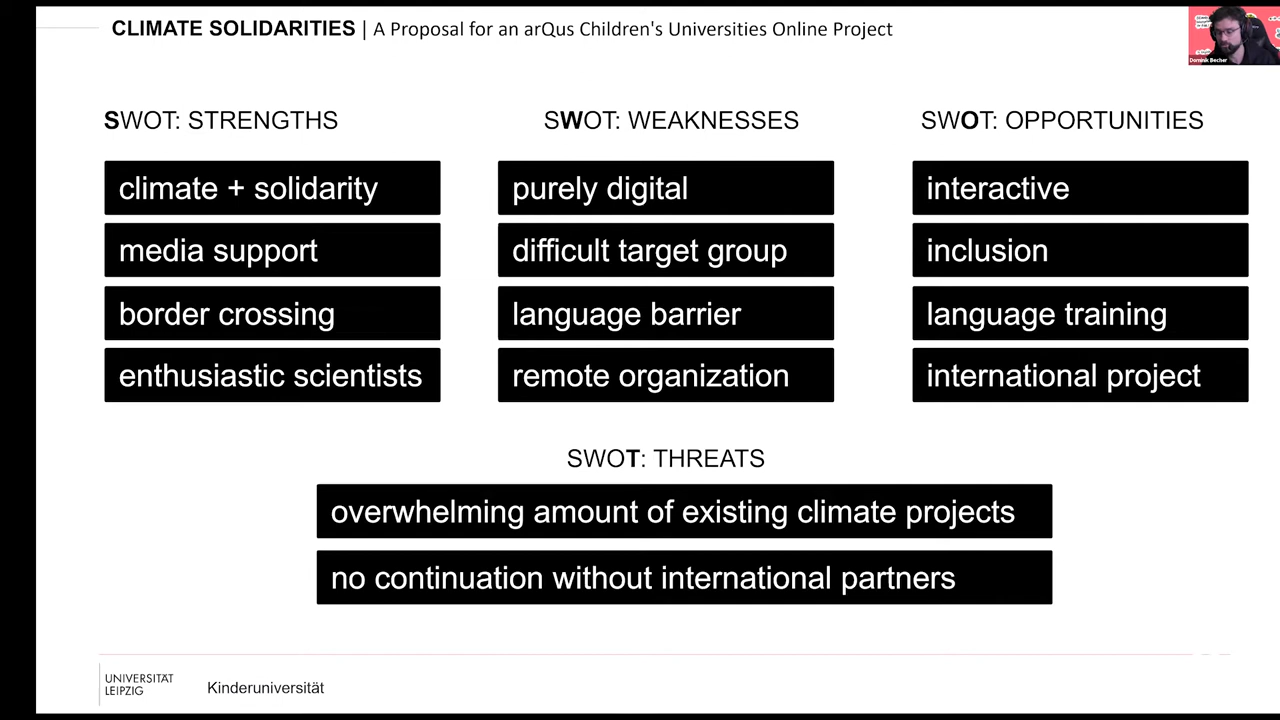 CLIMATE SOLIDARITIES | A Proposal for an arQus Children's Universities Online Project
Dominik Becher
SWOT: STRENGTHS
climate + solidarity
media support
border crossing
enthusiastic scientists
SWOT: WEAKNESSES
purely digital
difficult target group
language barrier
remote organization
SWOT: OPPORTUNITIES
interactive
inclusion
language training
international project
SWOT: THREATS
overwhelming amount of existing climate projects
no continuation without international partners
UNIVERSITÄT
LEIPZIG
Kinderuniversität